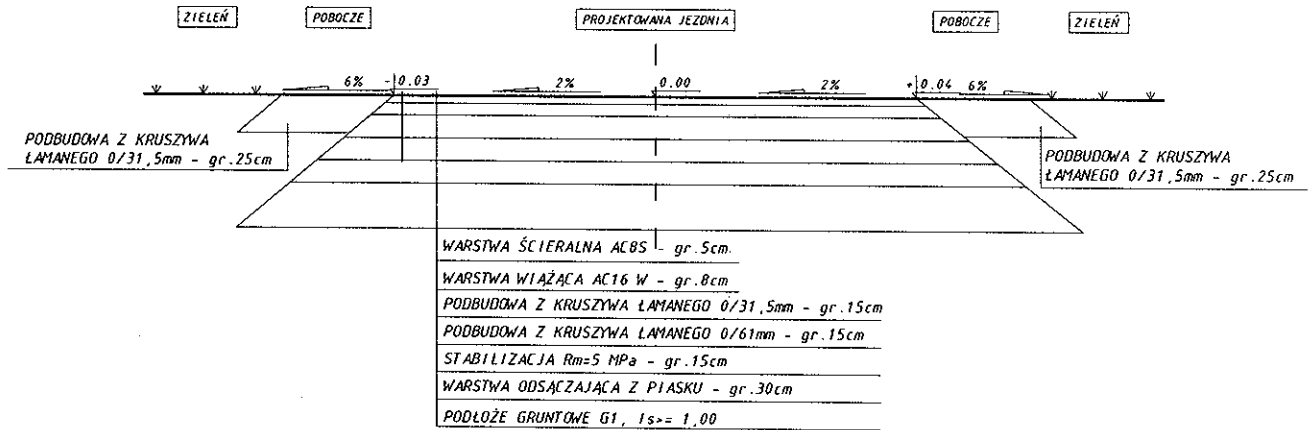 ZIELEŃ
POBOCZE
PROJEKTOWANA JEZDNIA
POBOCZE
ZIELEŃ
6% -0.03 2% 0.00 2% +0.04 6%
PODBUDOWA Z KRUSZYWA
ŁAMANEGO 0/31,5mm - gr.25cm
PODBUDOWA Z KRUSZYWA
ŁAMANEGO 0/31,5mm - gr.25cm
WARSTWA ŚCIERALNA AC8S - gr.5cm
WARSTWA WIĄŻĄCA AC16 W - gr.8cm
PODBUDOWA Z KRUSZYWA ŁAMANEGO 0/31,5mm - gr.15cm
PODBUDOWA Z KRUSZYWA ŁAMANEGO 0/61mm - gr.15cm
STABILIZACJA Rm=5 MPa - gr.15cm
WARSTWA ODSĄCZAJĄCA Z PIASKU - gr.30cm
PODŁOŻE GRUNTOWE G1, Is>= 1,00